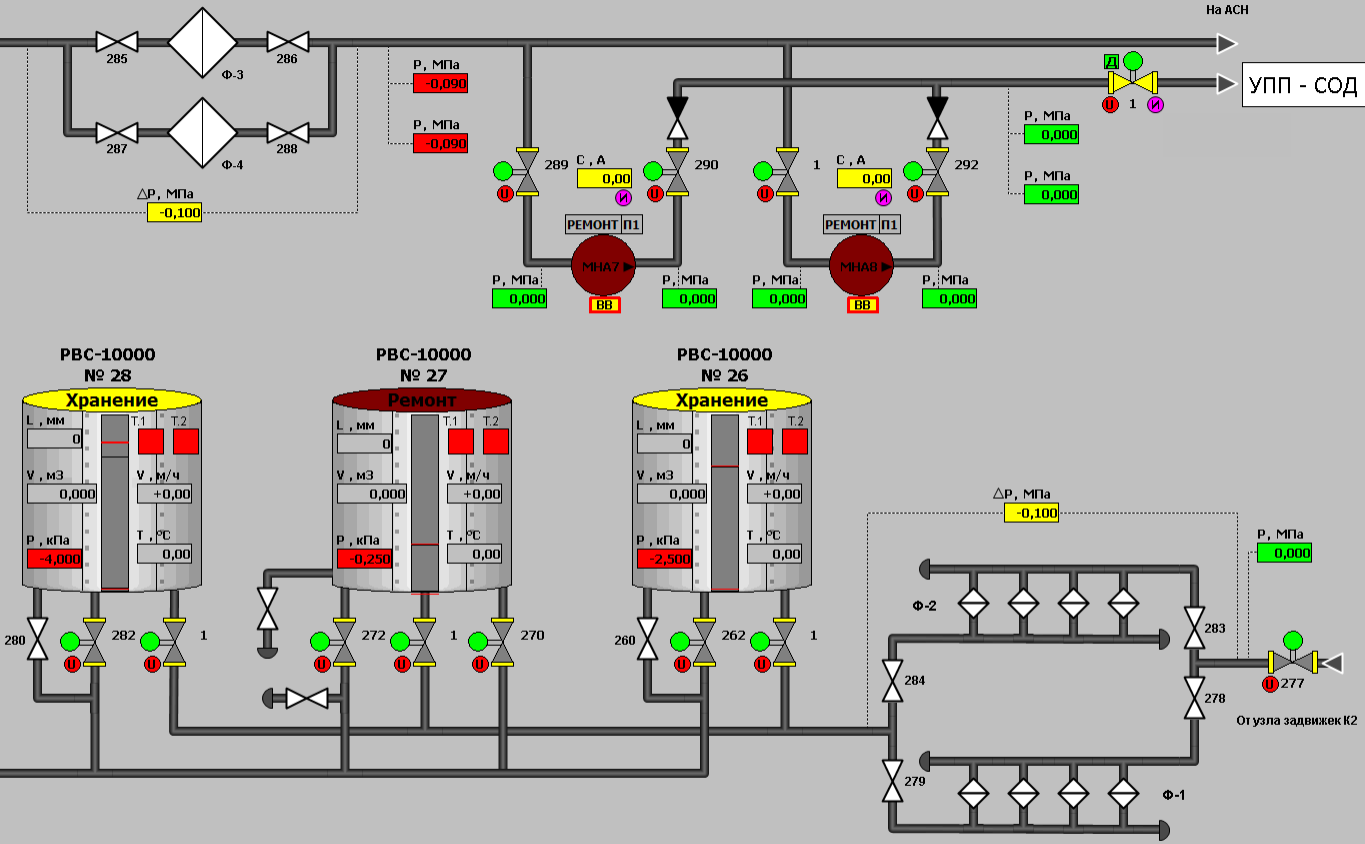 На АСН
285
286
Ф-3
P, МПа
-0,090
Д
УПП - СОД
U
1
И
P, МПа
0,000
287
288
Ф-4
P, МПа
-0,090
289
C, А
0,00
290
1
C, А
0,00
292
P, МПа
0,000
U
И
U
U
И
U
△P, МПа
-0,100
РЕМОНТ П1
РЕМОНТ П1
МНА7
МНА8
P, МПа
0,000
P, МПа
0,000
P, МПа
0,000
P, МПа
0,000
ВВ
ВВ
РВС-10000
№ 28
Хранение
L, мм
0
T.1
T.2
V, м3
0,000
V, м/ч
+0,00
P, кПа
-4,000
T, °C
0,00
РВС-10000
№ 27
Ремонт
L, мм
0
T.1
T.2
V, м3
0,000
V, м/ч
+0,00
P, кПа
-0,250
T, °C
0,00
РВС-10000
№ 26
Хранение
L, мм
0
T.1
T.2
V, м3
0,000
V, м/ч
+0,00
P, кПа
-2,500
T, °C
0,00
△P, МПа
-0,100
P, МПа
0,000
280
282
1
272
1
270
260
262
1
U
U
U
U
U
U
U
Ф-2
283
284
U
277
278
От узла задвижек К2
279
Ф-1